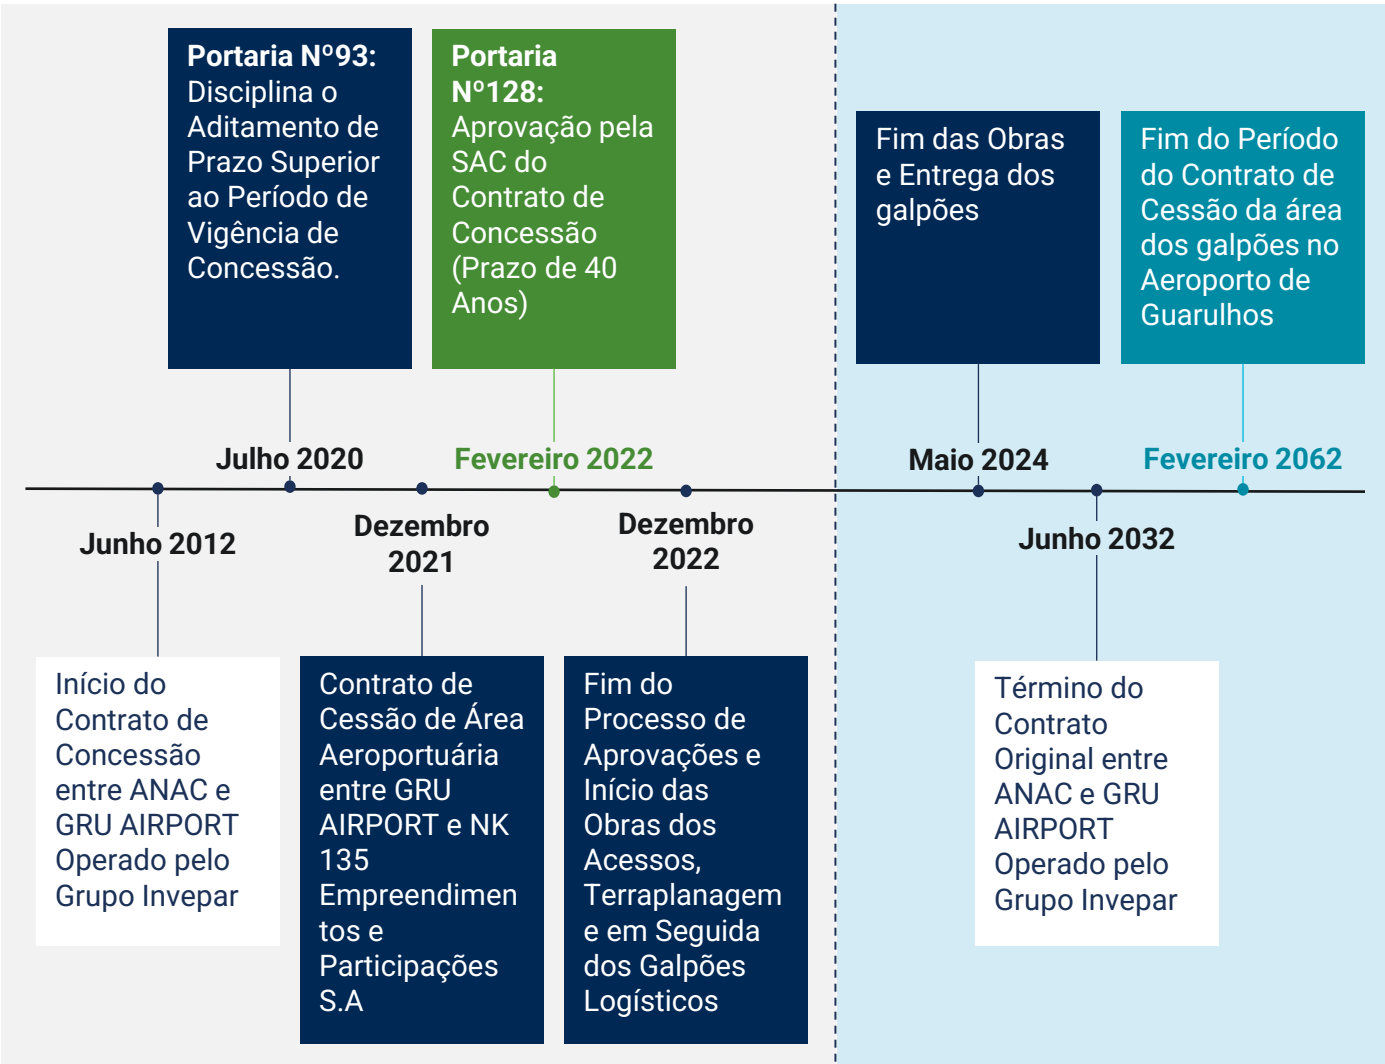 Portaria Nº93:
Disciplina o
Aditamento de
Prazo Superior
ao Período de
Vigência de
Concessão.
Portaria
Nº128:
Aprovação pela
SAC do
Contrato de
Concessão
(Prazo de 40
Anos)
Fim das Obras
e Entrega dos
galpões
Fim do Período
do Contrato de
Cessão da área
dos galpões no
Aeroporto de
Guarulhos
Julho 2020
Fevereiro 2022
Maio 2024
Fevereiro 2062
Junho 2012
Dezembro
2021
Dezembro
2022
Junho 2032
Início do
Contrato de
Concessão
entre ANAC e
GRU AIRPORT
Operado pelo
Grupo Invepar
Contrato de
Cessão de Área
Aeroportuária
entre GRU
AIRPORT e NK
135
Empreendimen
tos e
Participações
S.A
Fim do
Processo de
Aprovações e
Início das
Obras dos
Acessos,
Terraplanagem
e em Seguida
dos Galpões
Logísticos
Término do
Contrato
Original entre
ANAC e GRU
AIRPORT
Operado pelo
Grupo Invepar